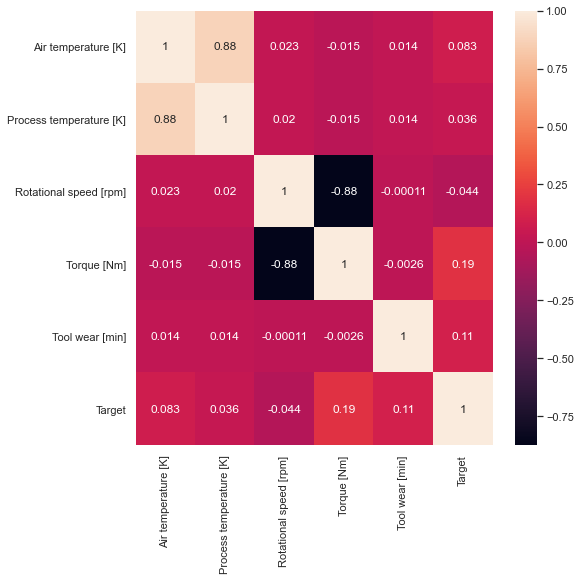 Air temperature [K] 1 0.88 0.023 -0.015 0.014 0.083
Process temperature [K] 0.88 1 0.02 -0.015 0.014 0.036
Rotational speed [rpm] 0.023 0.02 1 -0.88 -0.00011 -0.044
Torque [Nm] -0.015 -0.015 -0.88 1 -0.0026 0.19
Tool wear [min] 0.014 0.014 -0.00011 -0.0026 1 0.11
Target 0.083 0.036 -0.044 0.19 0.11 1
Air temperature [K]
Process temperature [K]
Rotational speed [rpm]
Torque [Nm]
Tool wear [min]
Target
1.00
0.75
0.50
0.25
0.00
−0.25
−0.50
−0.75